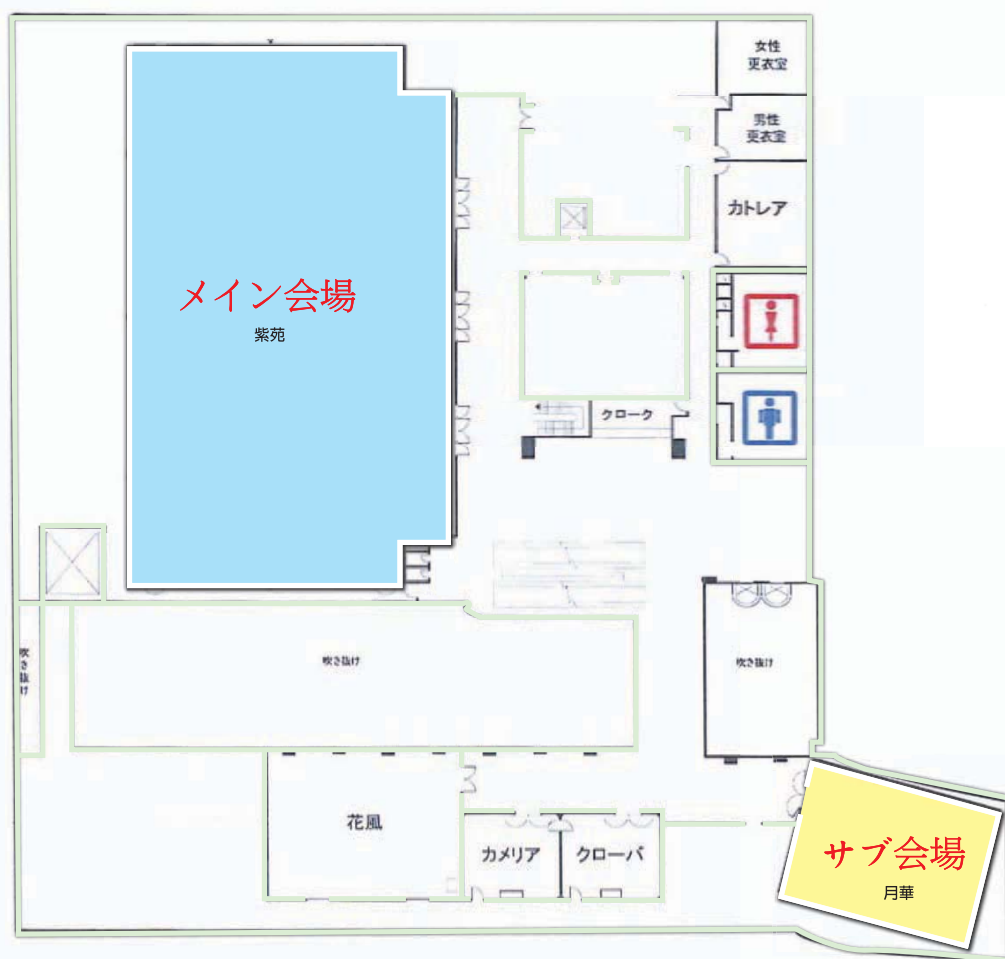 女性
更衣室
男性
更衣室
カトレア
メイン会場
紫苑
クローク
吹き抜け
吹き抜け
吹き抜け
花風
カメリア
クローバ
サブ会場
月華